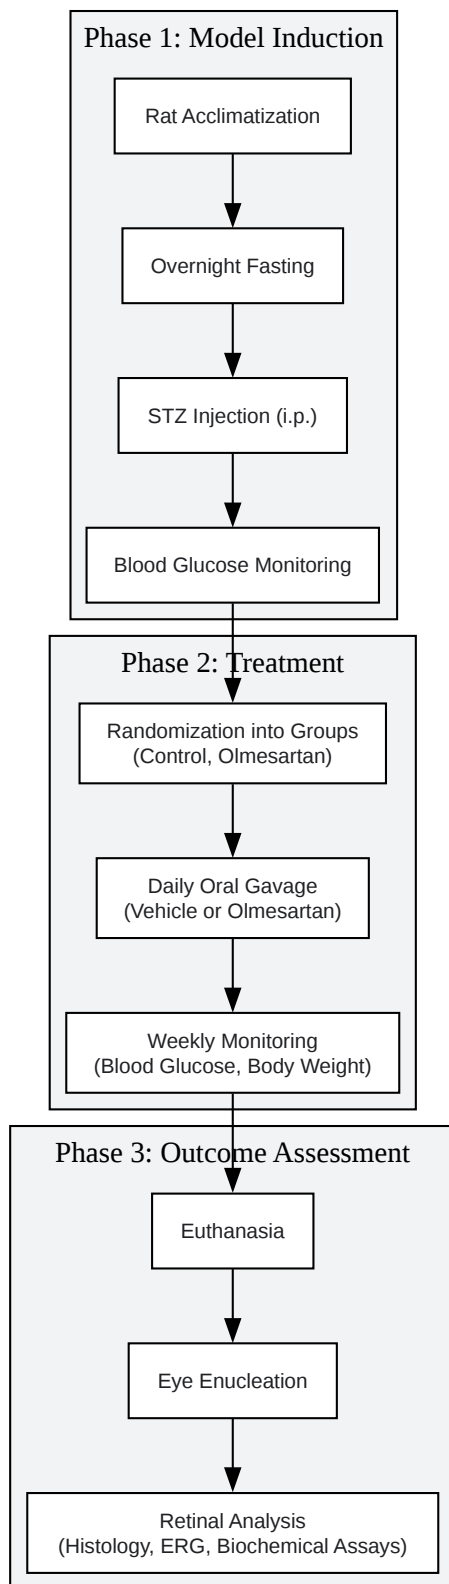 Phase 1: Model Induction
Rat Acclimatization
Overnight Fasting
STZ Injection (i.p.)
Blood Glucose Monitoring
Phase 2: Treatment
Randomization into Groups
(Control, Olmesartan)
Daily Oral Gavage
(Vehicle or Olmesartan)
Weekly Monitoring
(Blood Glucose, Body Weight)
Phase 3: Outcome Assessment
Euthanasia
Eye Enucleation
Retinal Analysis
(Histology, ERG, Biochemical Assays)